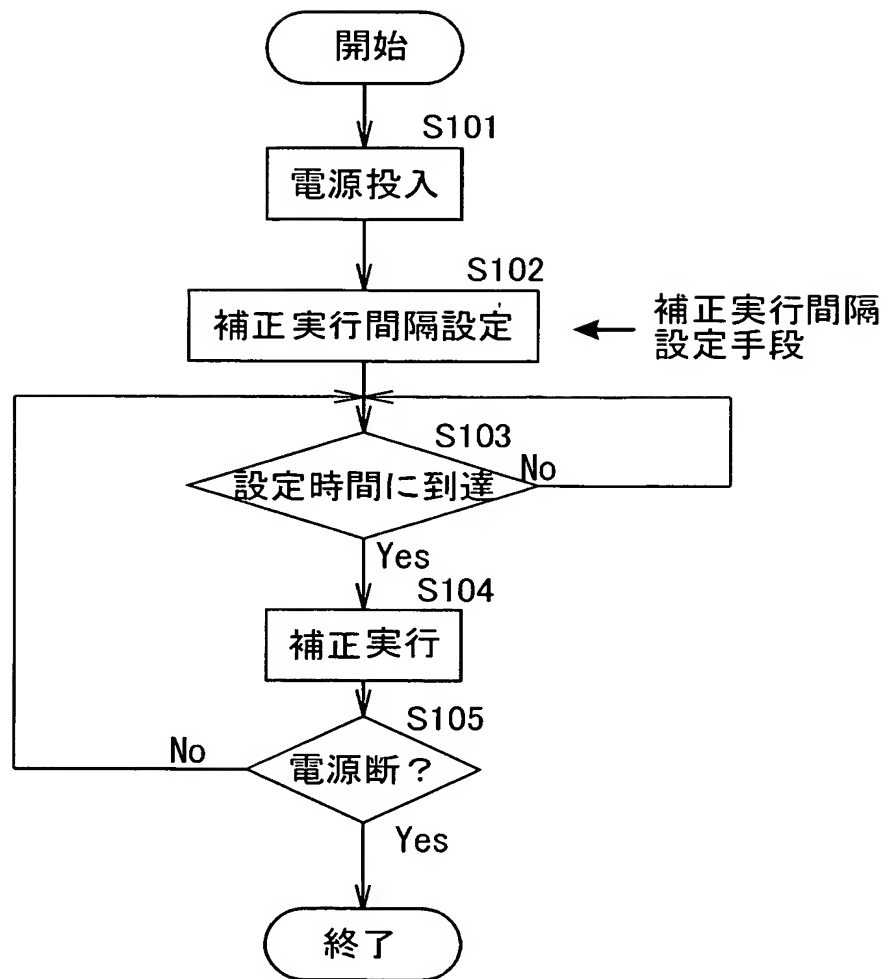 開始
S101
電源投入
S102
補正実行間隔設定
補正実行間隔
設定手段
S103
設定時間に到達
No
Yes
S104
補正実行
S105
電源断？
No
Yes
終了